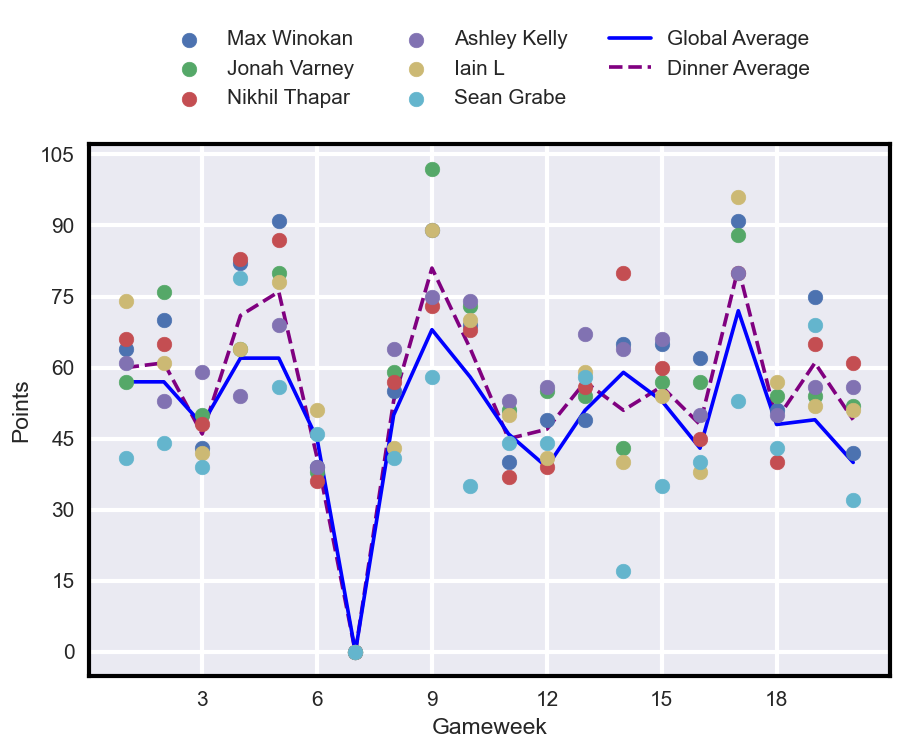 Max Winokan
Jonah Varney
Nikhil Thapar
Ashley Kelly
Iain L
Sean Grabe
Global Average
Dinner Average
105
90
75
60
45
30
15
0
Points
3 6 9 12 15 18
Gameweek